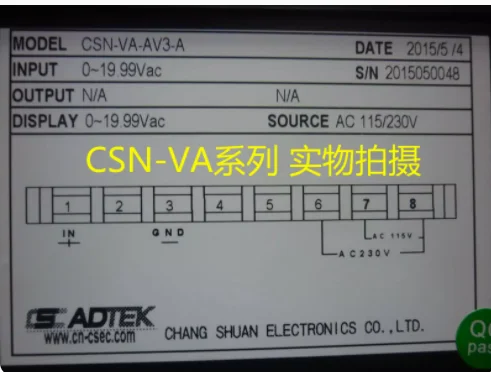 MODEL CSN-VA-AV3-A DATE 2015/5/4
INPUT 0~19.99Vac S/N 2015050048
OUTPUT N/A N/A
DISPLAY 0~19.99Vac SOURCE AC 115/230V
CSN-VA系列 实物拍摄
1 2 3 4 5 6 7 8
IN GND AC 115V
+ — AC230V
CSEC ADTEK
www.cn-csec.com CHANG SHUAN ELECTRONICS CO.,LTD.
pas